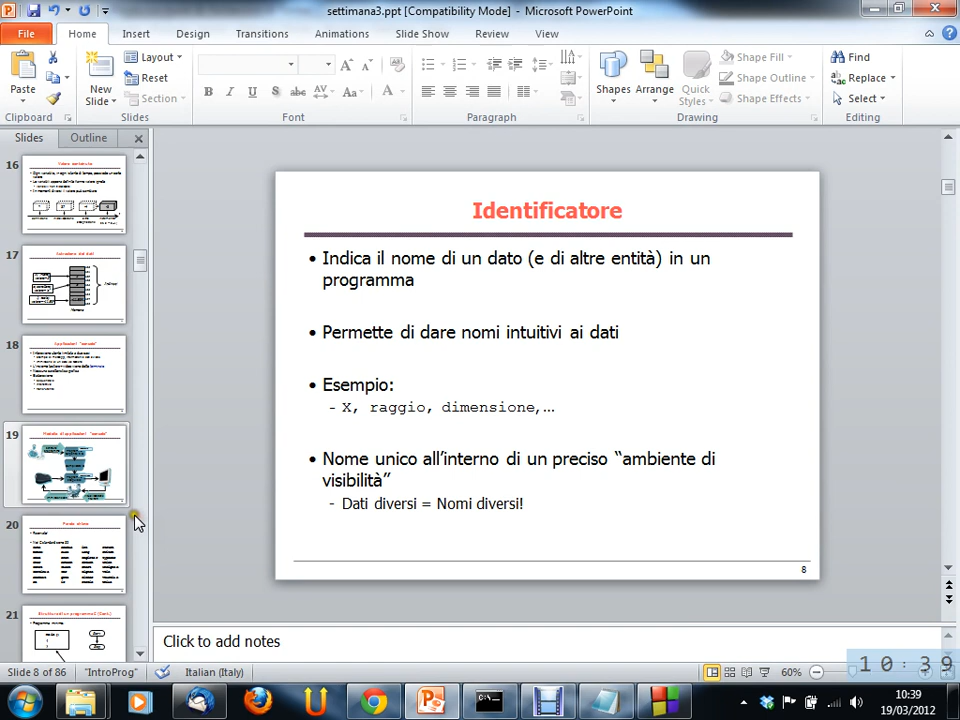 settimana3.ppt [Compatibility Mode] - Microsoft PowerPoint
File Home Insert Design Transitions Animations Slide Show Review View
Paste
New
Slide
Layout
Reset
Section
Shapes
Arrange
Quick
Styles
Shape Fill
Shape Outline
Shape Effects
Find
Replace
Select
Clipboard Slides Font Paragraph Drawing Editing
Slides Outline
16
17
18
19
20
21
Identificatore
• Indica il nome di un dato (e di altre entità) in un
programma
• Permette di dare nomi intuitivi ai dati
• Esempio:
– X, raggio, dimensione,…
• Nome unico all’interno di un preciso “ambiente di
visibilità”
– Dati diversi = Nomi diversi!
8
Click to add notes
Slide 8 of 86 "IntroProg" Italian (Italy) 60%
10:39
10:39
19/03/2012